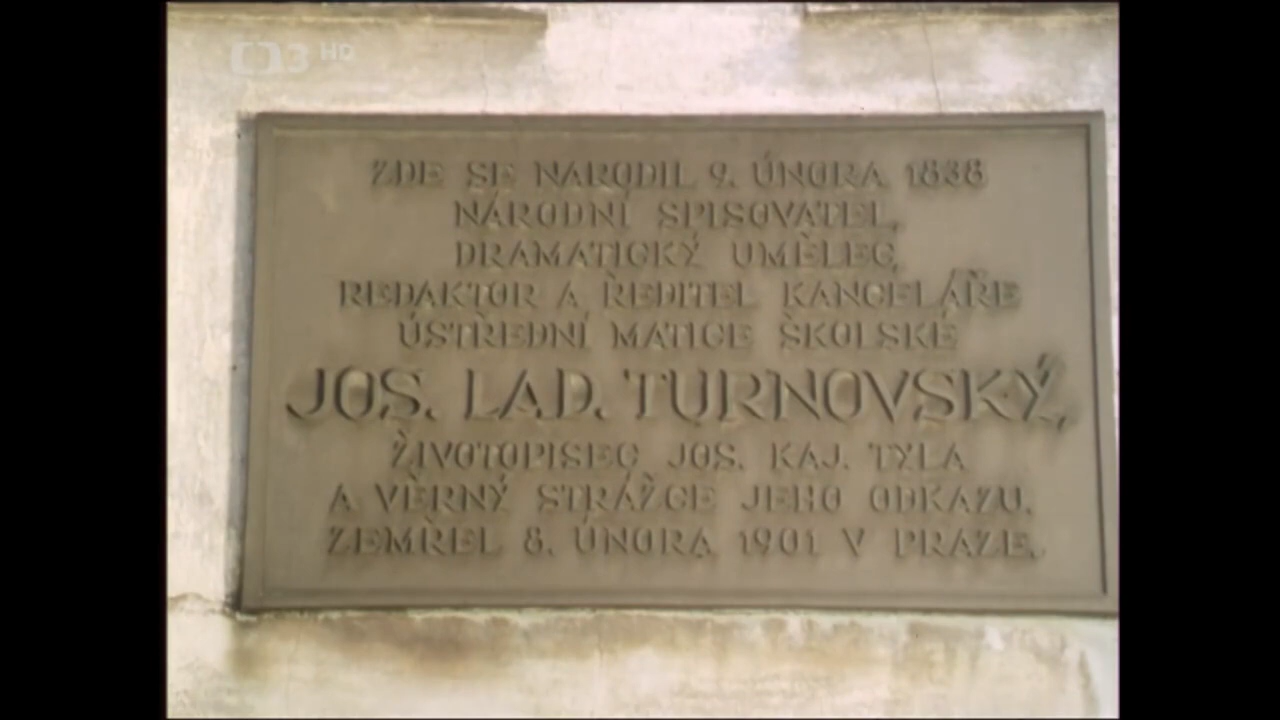 ČT3 HD
ZDE SE NARODIL 9. ÚNORA 1838
NÁRODNÍ SPISOVATEL,
DRAMATICKÝ UMĚLEC,
REDAKTOR A ŘEDITEL KANCELÁŘE
ÚSTŘEDNÍ MATICE ŠKOLSKÉ
JOS. LAD. TURNOVSKÝ,
ŽIVOTOPISEC JOS. KAJ. TYLA
A VĚRNÝ STRÁŽCE JEHO ODKAZU.
ZEMŘEL 8. ÚNORA 1901 V PRAZE.